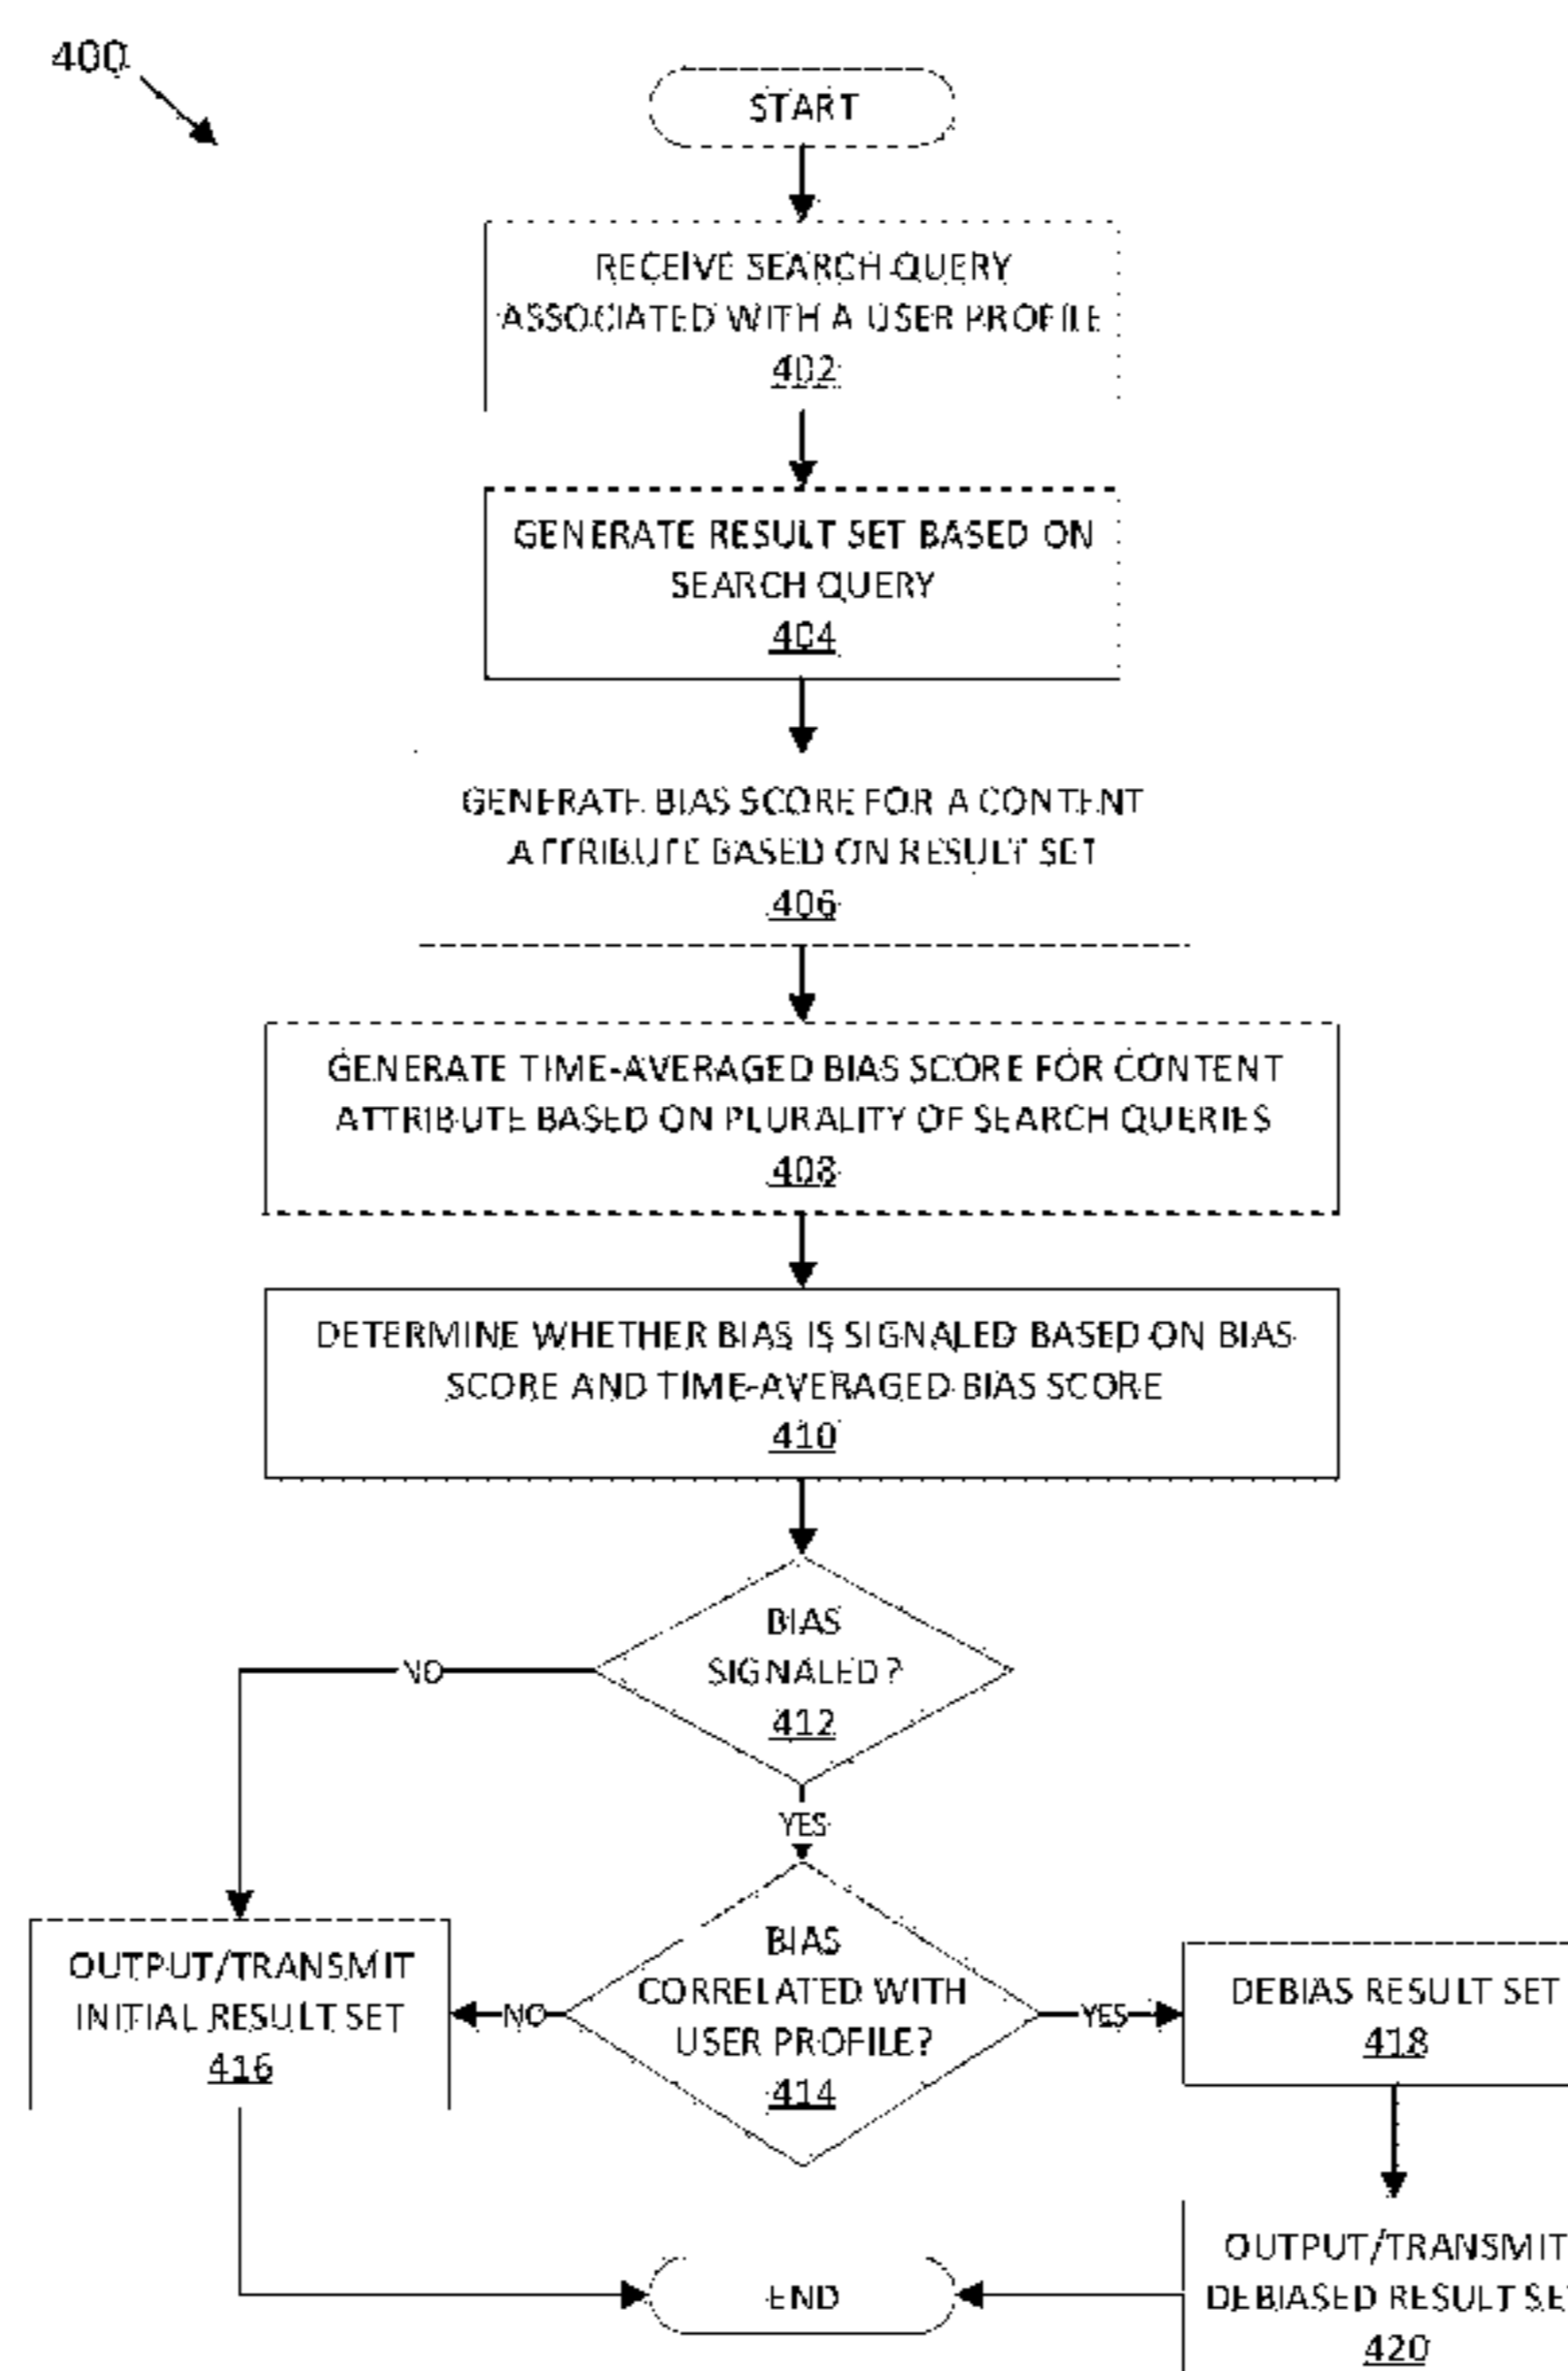 400
START
RECEIVE SEARCH QUERY
ASSOCIATED WITH A USER PROFILE
402
GENERATE RESULT SET BASED ON
SEARCH QUERY
404
GENERATE BIAS SCORE FOR A CONTENT
ATTRIBUTE BASED ON RESULT SET
406
GENERATE TIME-AVERAGED BIAS SCORE FOR CONTENT
ATTRIBUTE BASED ON PLURALITY OF SEARCH QUERIES
408
DETERMINE WHETHER BIAS IS SIGNALED BASED ON BIAS
SCORE AND TIME-AVERAGED BIAS SCORE
410
BIAS
SIGNALED?
412
NO
YES
BIAS
CORRELATED WITH
USER PROFILE?
414
NO
YES
OUTPUT/TRANSMIT
INITIAL RESULT SET
416
DEBIAS RESULT SET
418
OUTPUT/TRANSMIT
DEBIASED RESULT SE
420
END